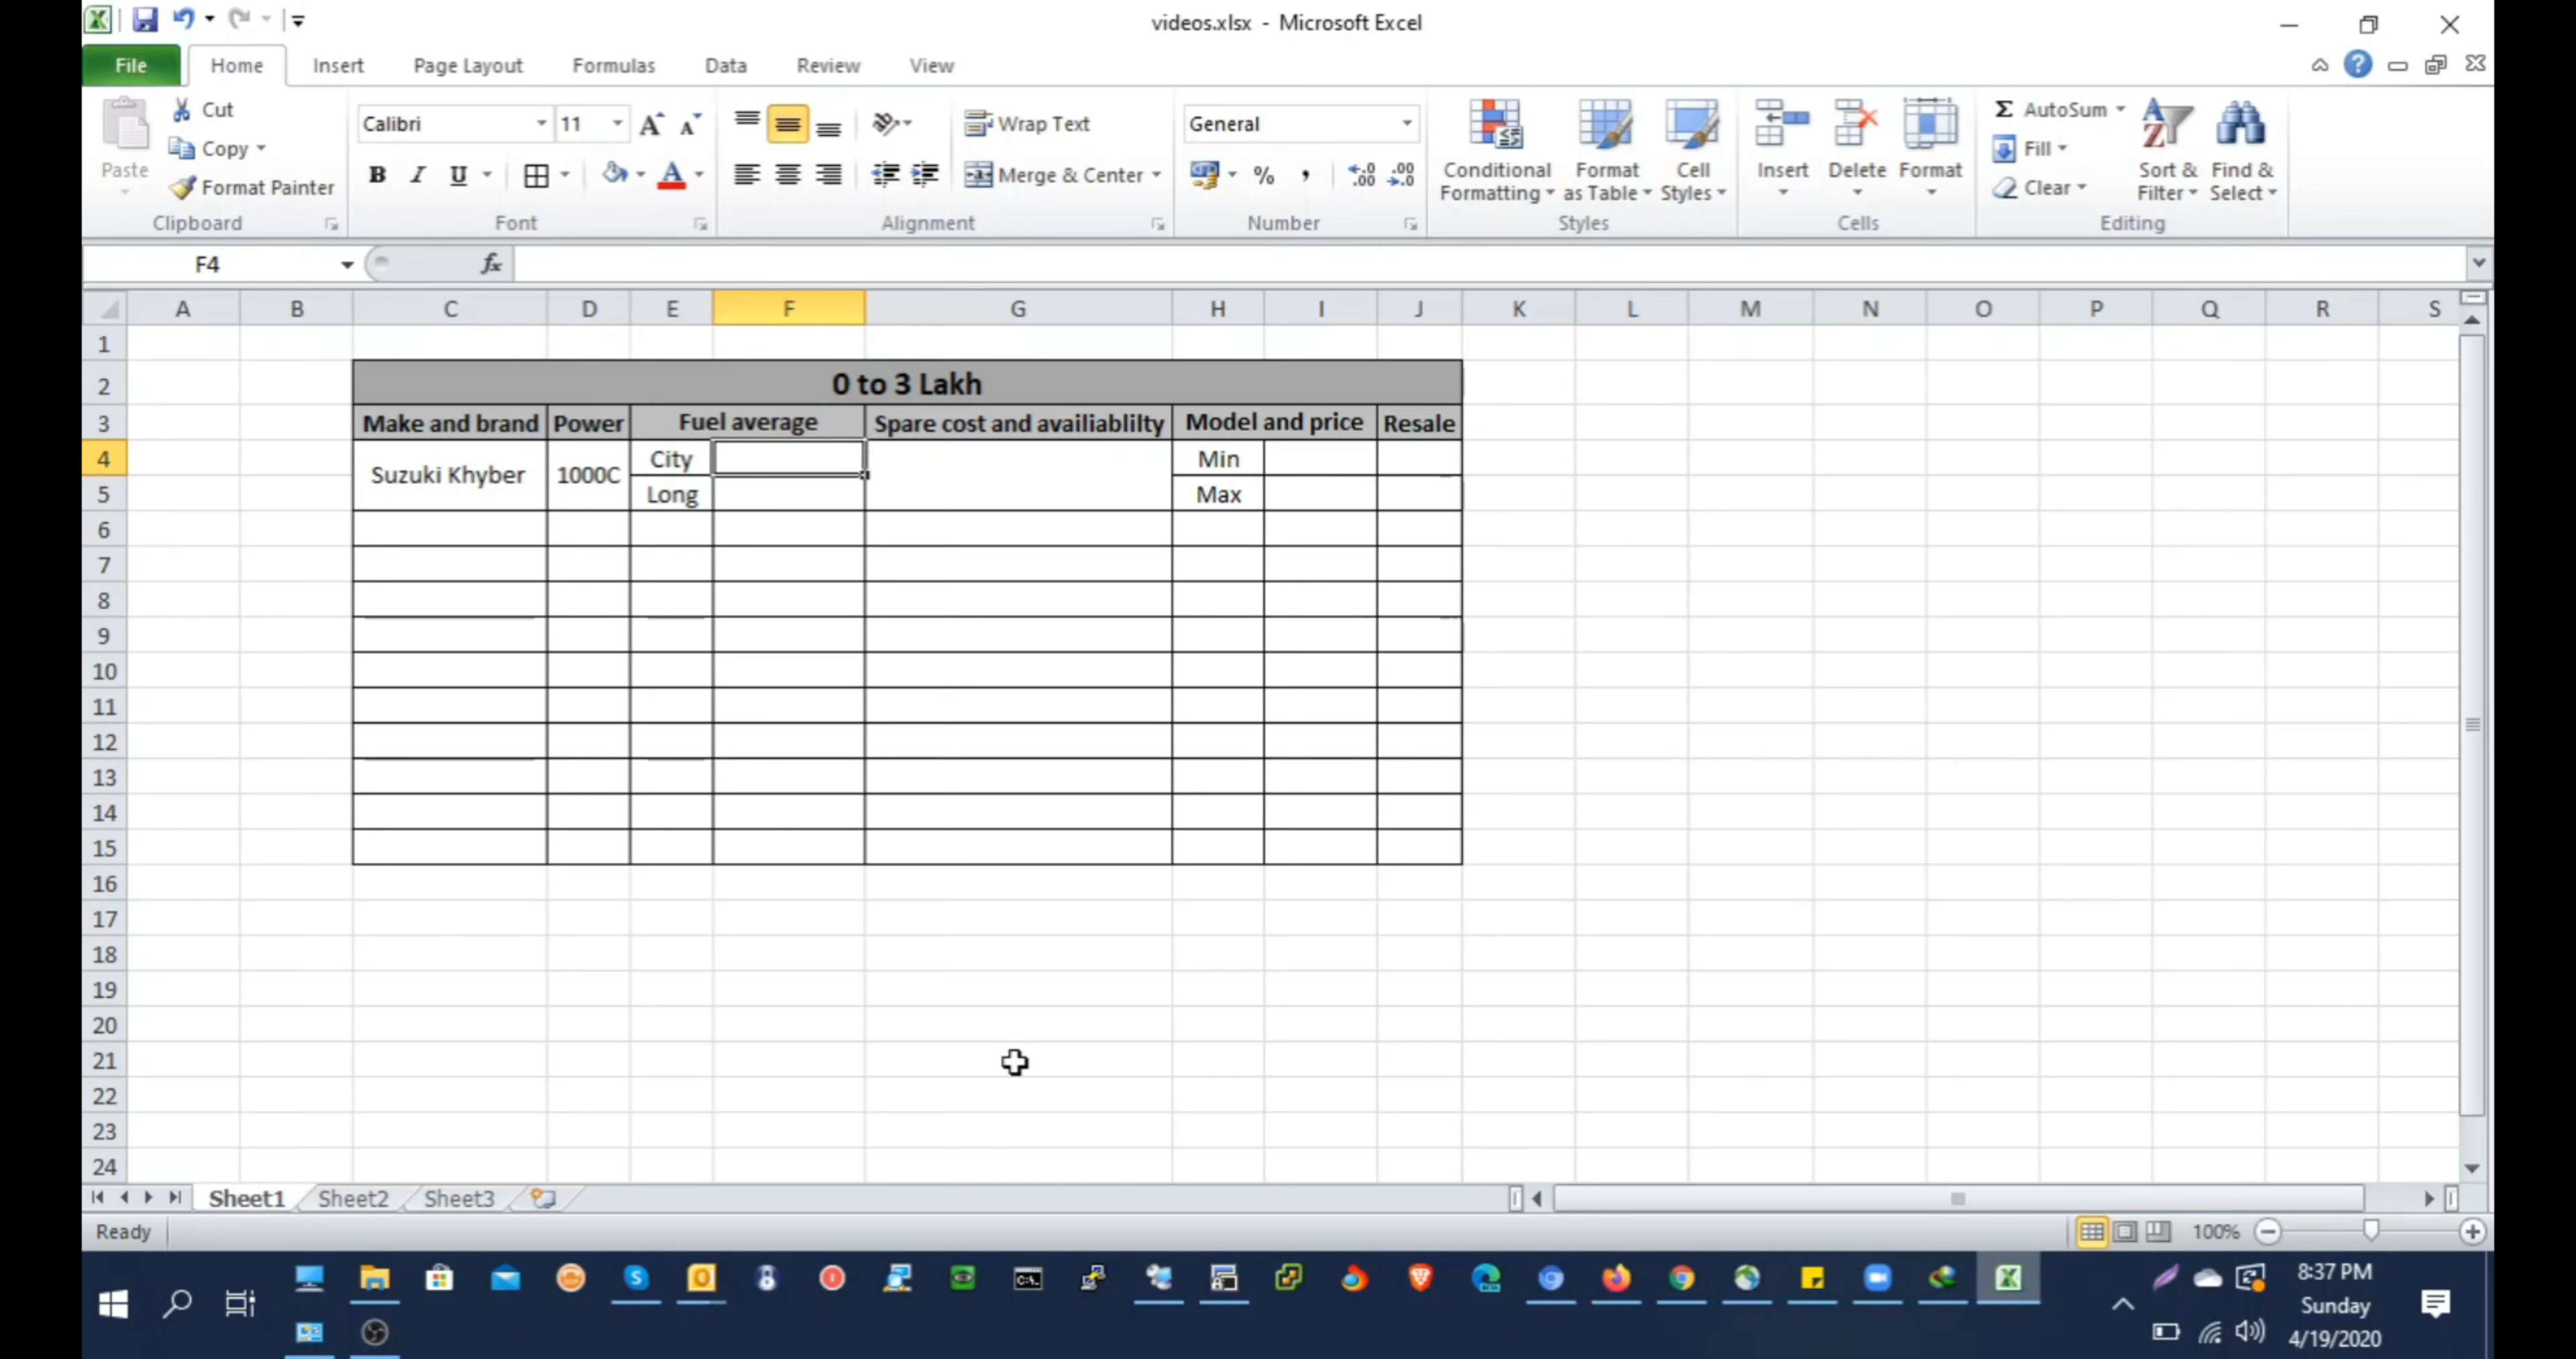 videos.xlsx - Microsoft Excel
File Home Insert Page Layout Formulas Data Review View
Paste Cut Copy Format Painter Clipboard
Calibri 11 A A B I U A Font
Wrap Text Merge & Center Alignment
General % , .00 .00 Number
Conditional Formatting Format as Table Cell Styles Styles
Insert Delete Format Cells
Σ AutoSum Fill Clear Sort & Filter Find & Select Editing
F4 fx
A B C D E F G H I J K L M N O P Q R S
1
2 0 to 3 Lakh
3 Make and brand Power Fuel average Spare cost and availiablilty Model and price Resale
4 Suzuki Khyber 1000C City Min
5 Long Max
6
7
8
9
10
11
12
13
14
15
16
17
18
19
20
21
22
23
24
Sheet1 Sheet2 Sheet3
Ready 100%
8:37 PM
Sunday
4/19/2020